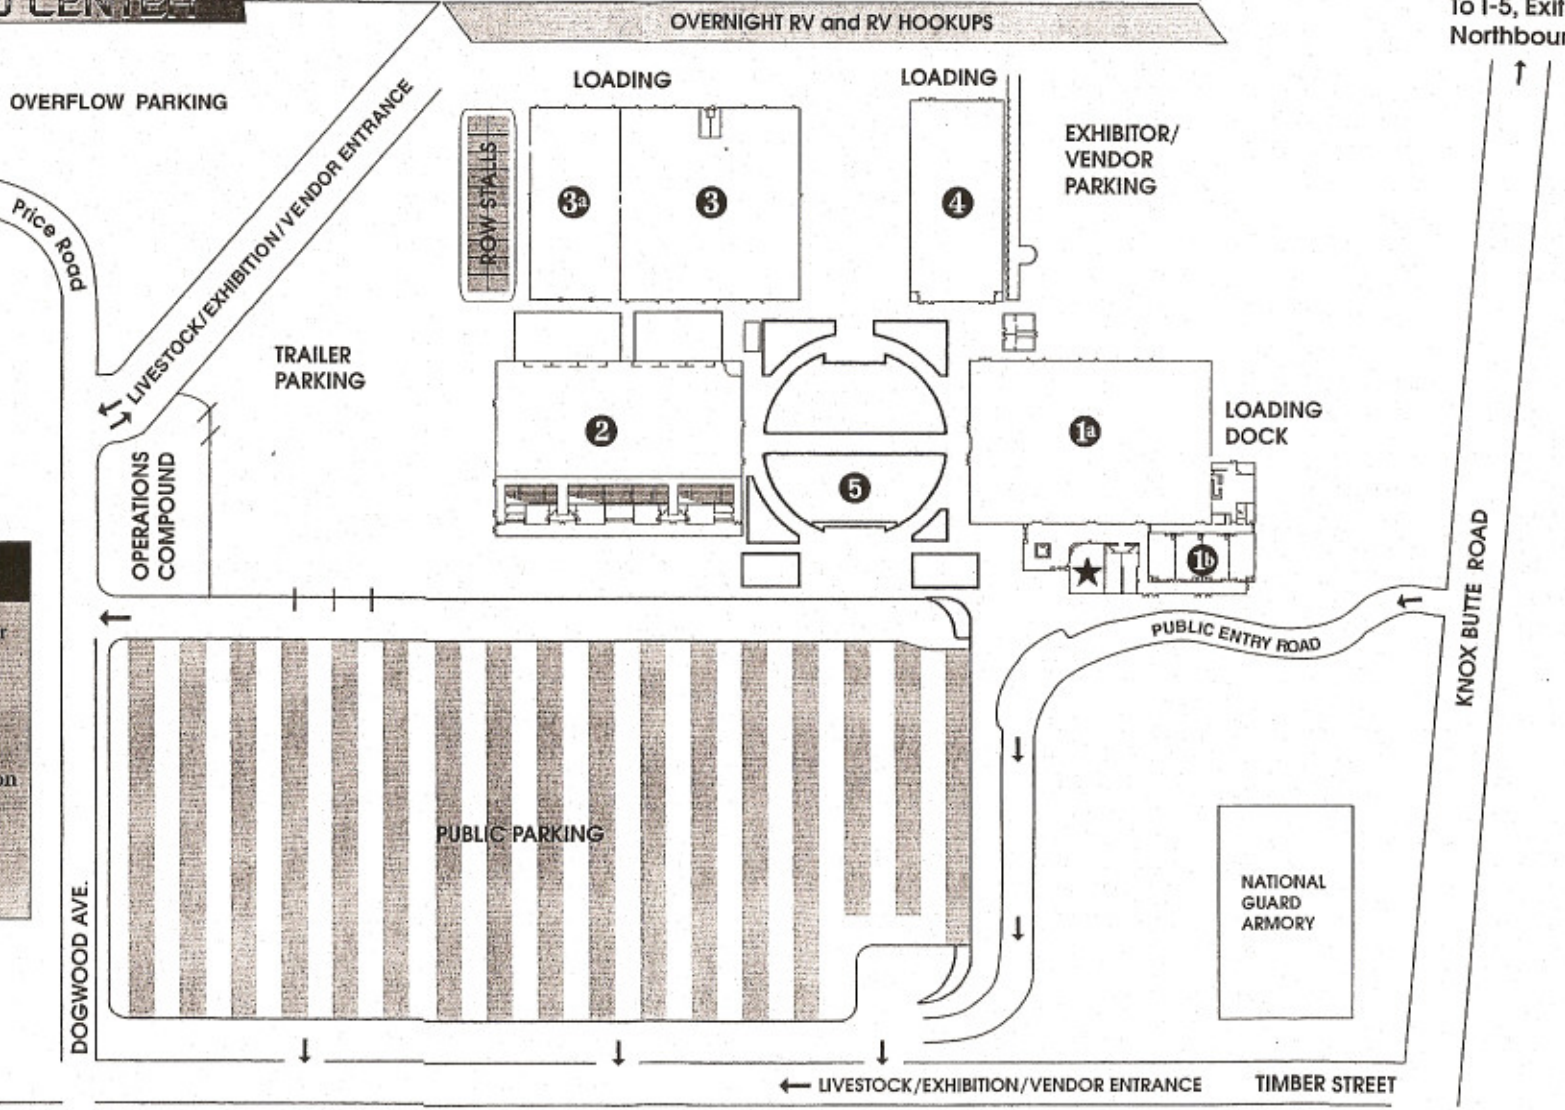 CENTER
OVERNIGHT RV and RV HOOKUPS
To I-5, Exit
Northbour
LOADING
LOADING
OVERFLOW PARKING
LIVESTOCK/EXHIBITION/VENDOR ENTRANCE
EXHIBITOR/
VENDOR
PARKING
ROW STALLS
3a
3
4
Price Road
TRAILER
PARKING
2
1a
LOADING
DOCK
5
OPERATIONS
COMPOUND
1b
KNOX BUTTE ROAD
PUBLIC ENTRY ROAD
r
on
PUBLIC PARKING
NATIONAL
GUARD
ARMORY
DOGWOOD AVE.
LIVESTOCK/EXHIBITION/VENDOR ENTRANCE
TIMBER STREET